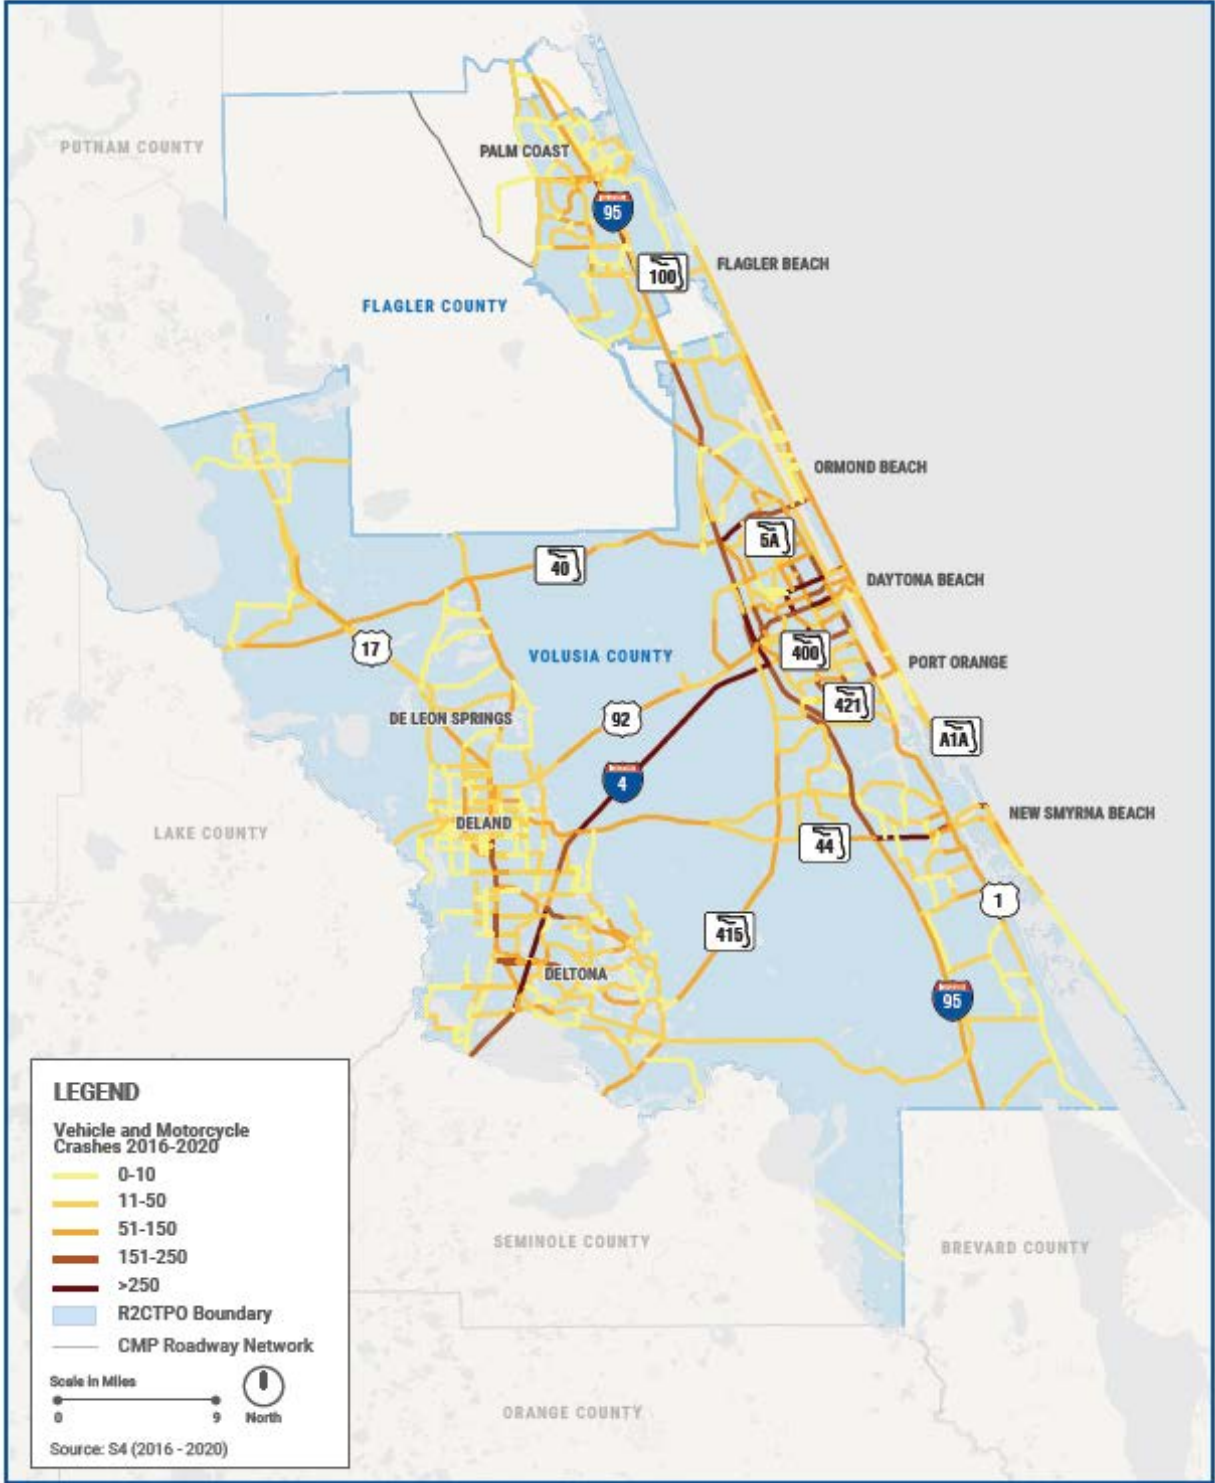 PUTNAM COUNTY
PALM COAST
95
100
FLAGLER BEACH
FLAGLER COUNTY
ORMOND BEACH
5A
40
DAYTONA BEACH
17
VOLUSIA COUNTY
400
PORT ORANGE
421
DE LEON SPRINGS
92
A1A
4
NEW SMYRNA BEACH
LAKE COUNTY
DELAND
44
1
415
DELTONA
95
LEGEND
Vehicle and Motorcycle
Crashes 2016-2020
0-10
11-50
51-150
151-250
>250
R2CTPO Boundary
CMP Roadway Network
Scale in Miles
0 9 North
Source: S4 (2016 - 2020)
SEMINOLE COUNTY
BREVARD COUNTY
ORANGE COUNTY